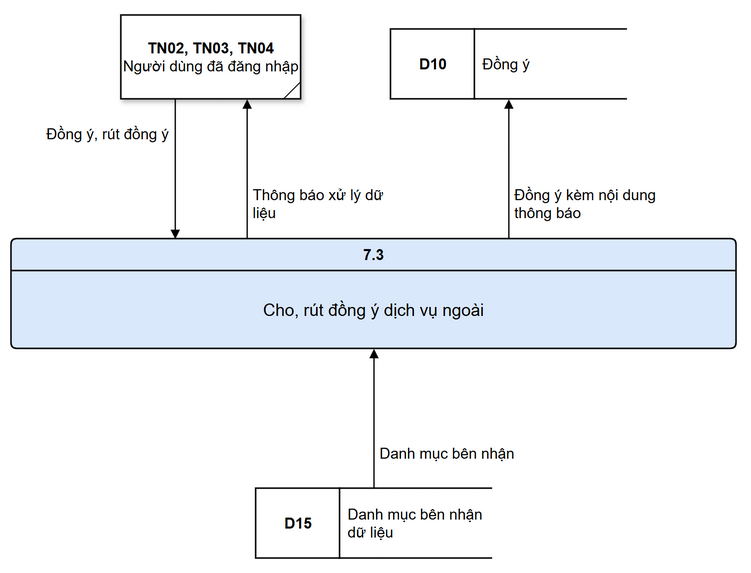 TN02, TN03, TN04
Người dùng đã đăng nhập
D10
Đồng ý
Đồng ý, rút đồng ý
Thông báo xử lý dữ
liệu
Đồng ý kèm nội dung
thông báo
7.3
Cho, rút đồng ý dịch vụ ngoài
Danh mục bên nhận
D15
Danh mục bên nhận
dữ liệu